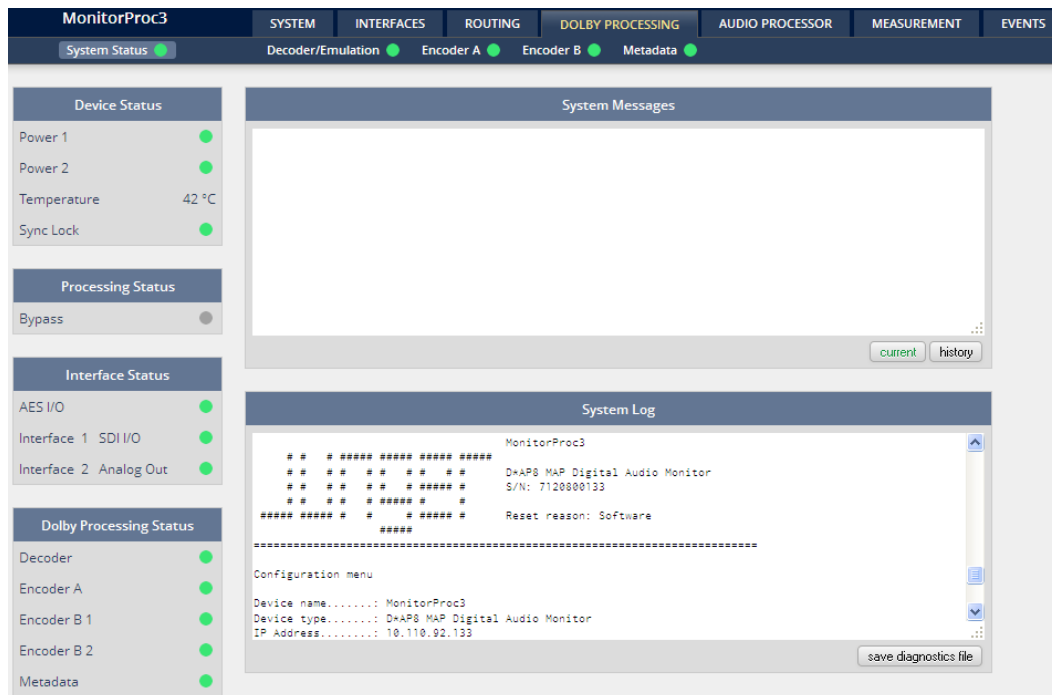 MonitorProc3
SYSTEM INTERFACES ROUTING DOLBY PROCESSING AUDIO PROCESSOR MEASUREMENT EVENTS
System Status Decoder/Emulation Encoder A Encoder B Metadata
Device Status
Power 1
Power 2
Temperature 42 °C
Sync Lock
Processing Status
Bypass
Interface Status
AES I/O
Interface 1 SDI I/O
Interface 2 Analog Out
Dolby Processing Status
Decoder
Encoder A
Encoder B 1
Encoder B 2
Metadata
System Messages
current history
System Log
MonitorProc3
D*AP8 MAP Digital Audio Monitor
S/N: 7120800133
Reset reason: Software
Configuration menu
Device name.......: MonitorProc3
Device type.......: D*AP8 MAP Digital Audio Monitor
IP Address........: 10.110.92.133
save diagnostics file